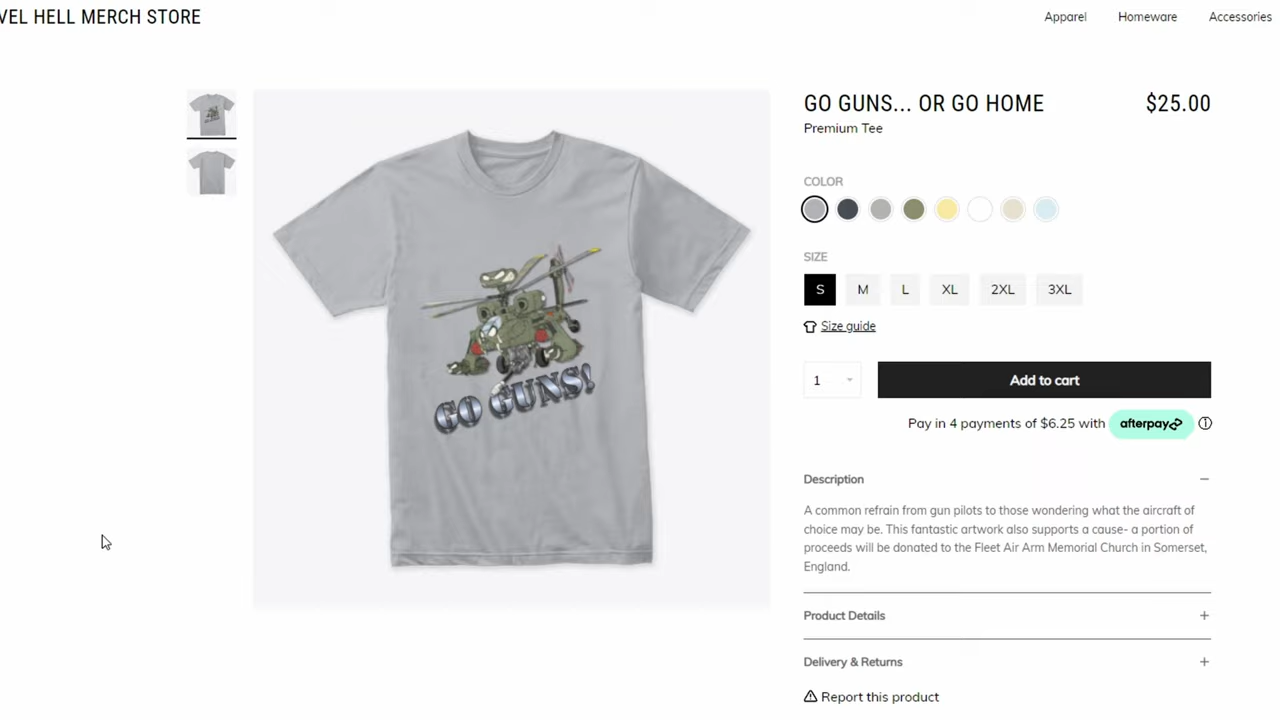 VEL HELL MERCH STORE
Apparel
Homeware
Accessories
GO GUNS... OR GO HOME
$25.00
Premium Tee
COLOR
SIZE
S M L XL 2XL 3XL
Size guide
1
Add to cart
Pay in 4 payments of $6.25 with afterpay
GO GUNS!
Description
A common refrain from gun pilots to those wondering what the aircraft of
choice may be. This fantastic artwork also supports a cause- a portion of
proceeds will be donated to the Fleet Air Arm Memorial Church in Somerset,
England.
Product Details
Delivery & Returns
Report this product